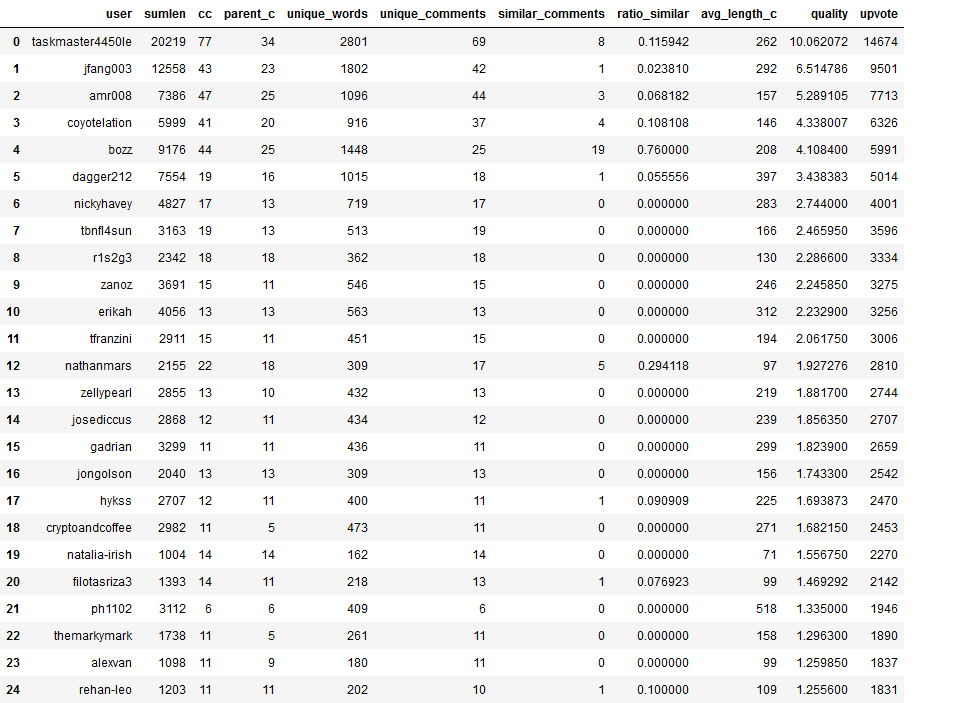 user sumlen cc parent_c unique_words unique_comments similar_comments ratio_similar avg_length_c quality upvote
0 taskmaster4450le 20219 77 34 2801 69 8 0.115942 262 10.062072 14674
1 jfang003 12558 43 23 1802 42 1 0.023810 292 6.514786 9501
2 amr008 7386 47 25 1096 44 3 0.068182 157 5.289105 7713
3 coyotelation 5999 41 20 916 37 4 0.108108 146 4.338007 6326
4 bozz 9176 44 25 1448 25 19 0.760000 208 4.108400 5991
5 dagger212 7554 19 16 1015 18 1 0.055556 397 3.438383 5014
6 nickyhavey 4827 17 13 719 17 0 0.000000 283 2.744000 4001
7 tbnfl4sun 3163 19 13 513 19 0 0.000000 166 2.465950 3596
8 r1s2g3 2342 18 18 362 18 0 0.000000 130 2.286600 3334
9 zanoz 3691 15 11 546 15 0 0.000000 246 2.245850 3275
10 erikah 4056 13 13 563 13 0 0.000000 312 2.232900 3256
11 tfranzini 2911 15 11 451 15 0 0.000000 194 2.061750 3006
12 nathanmars 2155 22 18 309 17 5 0.294118 97 1.927276 2810
13 zellypearl 2855 13 10 432 13 0 0.000000 219 1.881700 2744
14 josediccus 2868 12 11 434 12 0 0.000000 239 1.856350 2707
15 gadrian 3299 11 11 436 11 0 0.000000 299 1.823900 2659
16 jongolson 2040 13 13 309 13 0 0.000000 156 1.743300 2542
17 hykss 2707 12 11 400 11 1 0.090909 225 1.693873 2470
18 cryptoandcoffee 2982 11 5 473 11 0 0.000000 271 1.682150 2453
19 natalia-irish 1004 14 14 162 14 0 0.000000 71 1.556750 2270
20 filotasriza3 1393 14 11 218 13 1 0.076923 99 1.469292 2142
21 ph1102 3112 6 6 409 6 0 0.000000 518 1.335000 1946
22 themarkymark 1738 11 5 261 11 0 0.000000 158 1.296300 1890
23 alexvan 1098 11 9 180 11 0 0.000000 99 1.259850 1837
24 rehan-leo 1203 11 11 202 10 1 0.100000 109 1.255600 1831